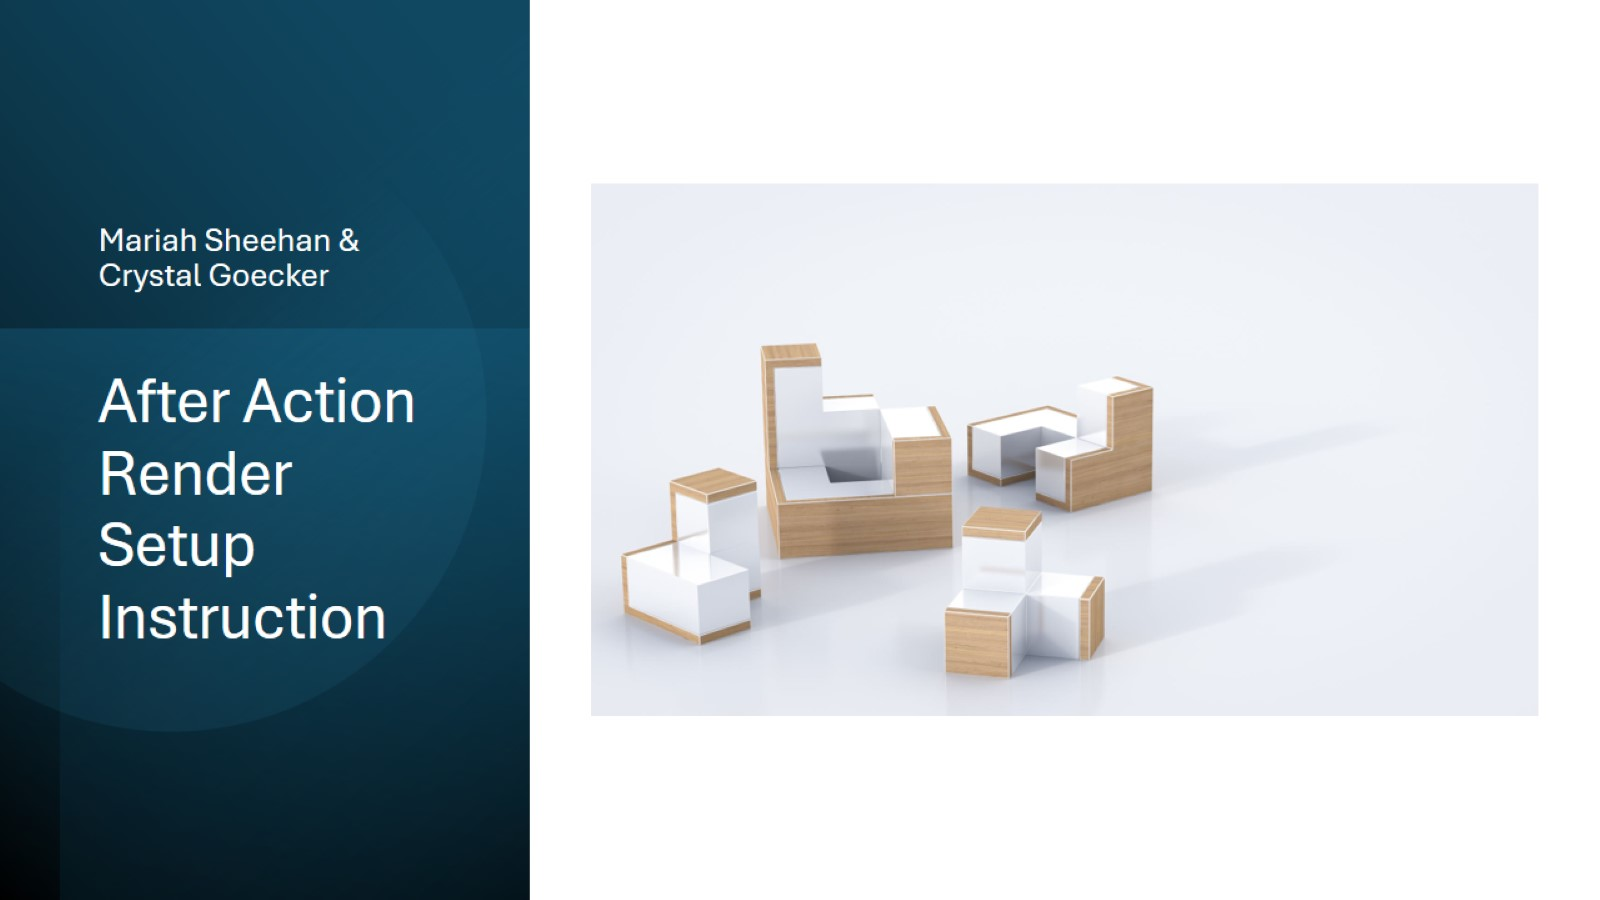 Mariah Sheehan &
Crystal Goecker
After Action
Render
Setup
Instruction